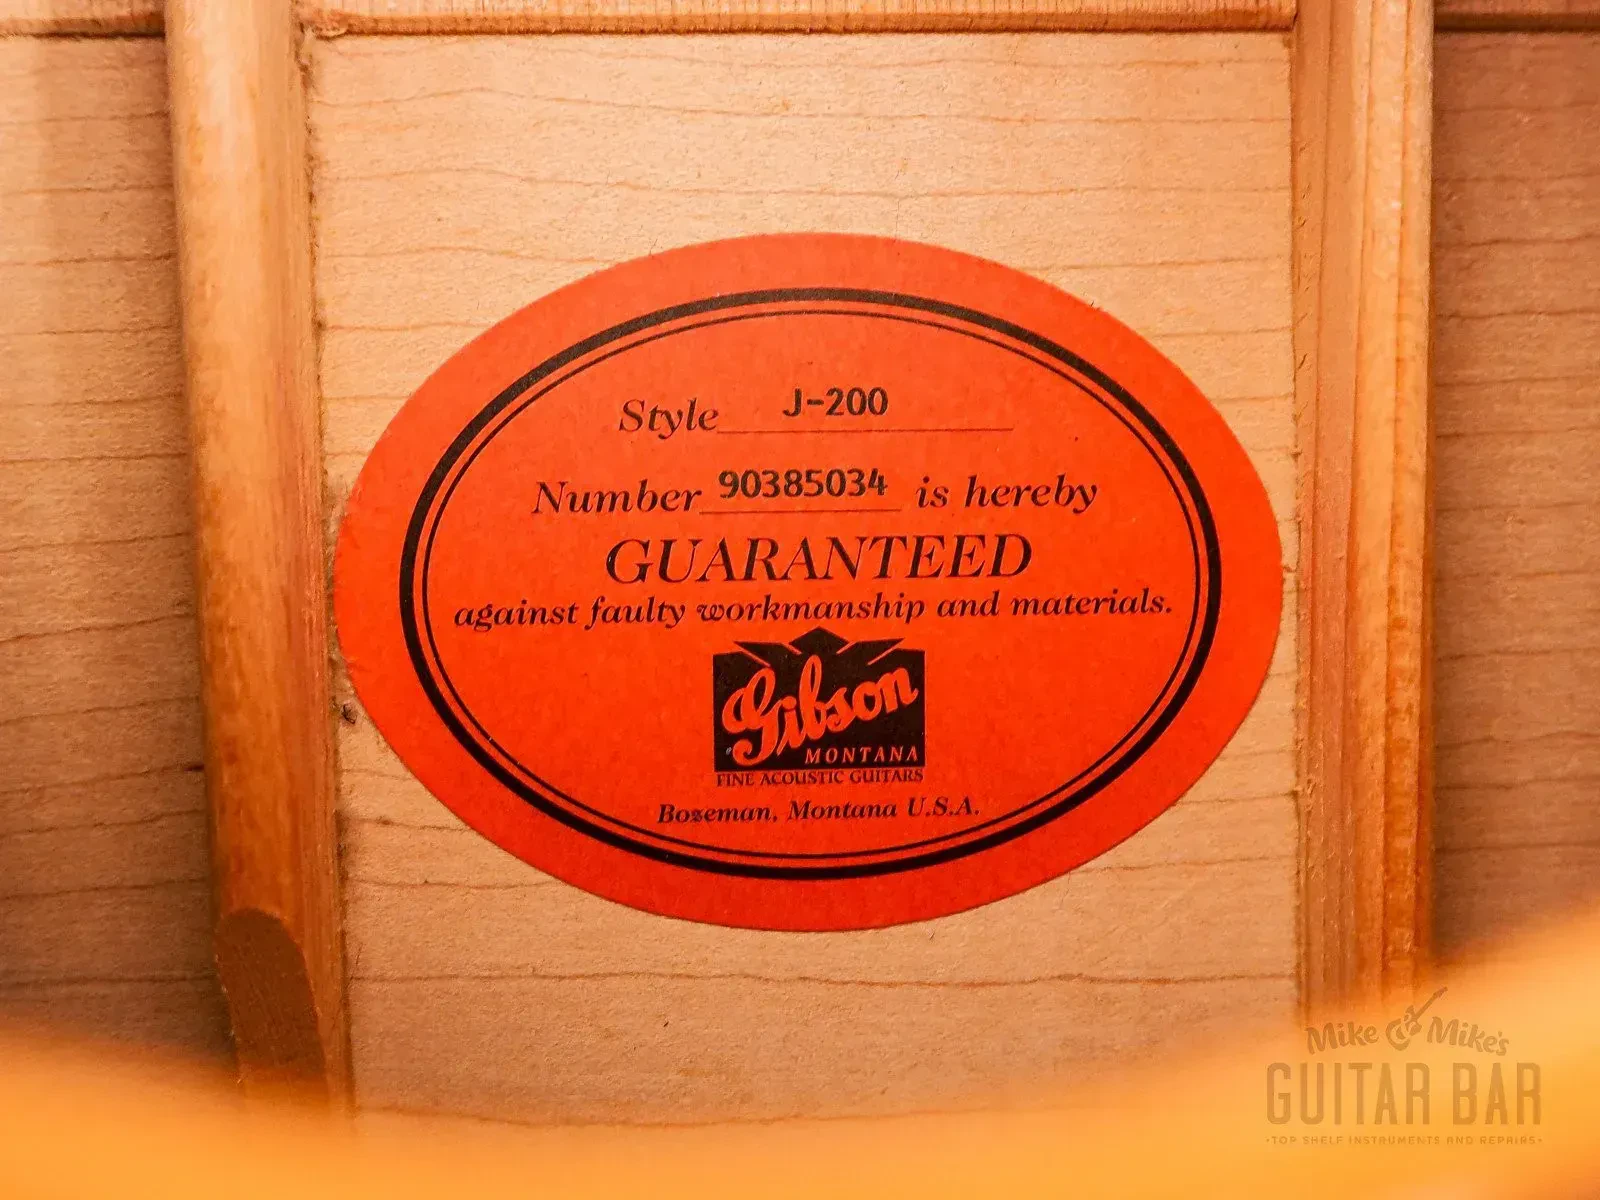 Style J-200
Number 90385034 is hereby
GUARANTEED
against faulty workmanship and materials.
Gibson
MONTANA
FINE ACOUSTIC GUITARS
Bozeman, Montana U.S.A.
Mike & Mike's
GUITAR BAR
·TOP SHELF INSTRUMENTS AND REPAIRS·